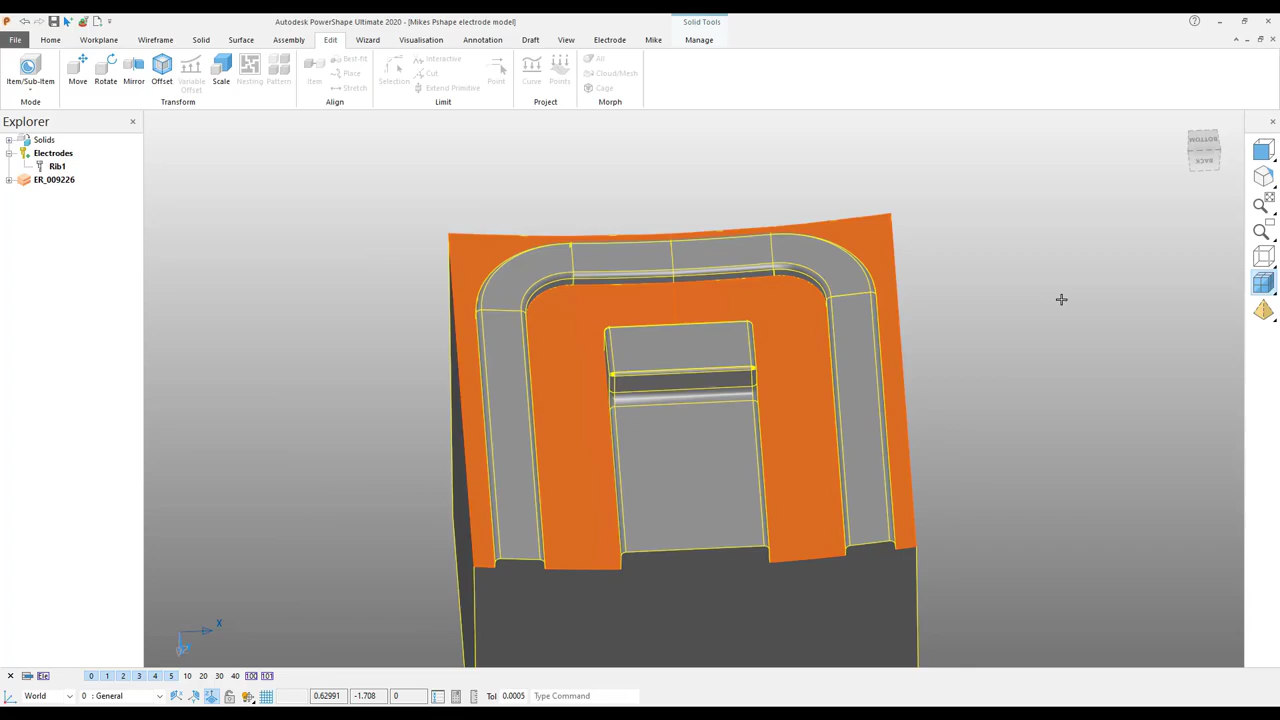 Autodesk PowerShape Ultimate 2020 - [Mikes Pshape electrode model]
Solid Tools
File Home Workplane Wireframe Solid Surface Assembly Edit Wizard Visualisation Annotation Draft View Electrode Mike Manage
Item/Sub-Item
Mode
Move Rotate Mirror Offset Variable Offset Scale Nesting Pattern
Transform
Item Best-fit Place Stretch
Align
Selection Interactive Cut Extend Primitive Point
Limit
Curve Points
Project
All Cloud/Mesh Cage
Morph
Explorer
Solids
Electrodes
Rib1
ER_009226
BOTTOM
BACK
X
0 1 2 3 4 5 10 20 30 40 100 101
World 0 : General 0.62991 -1.708 0 Tol 0.0005 Type Command